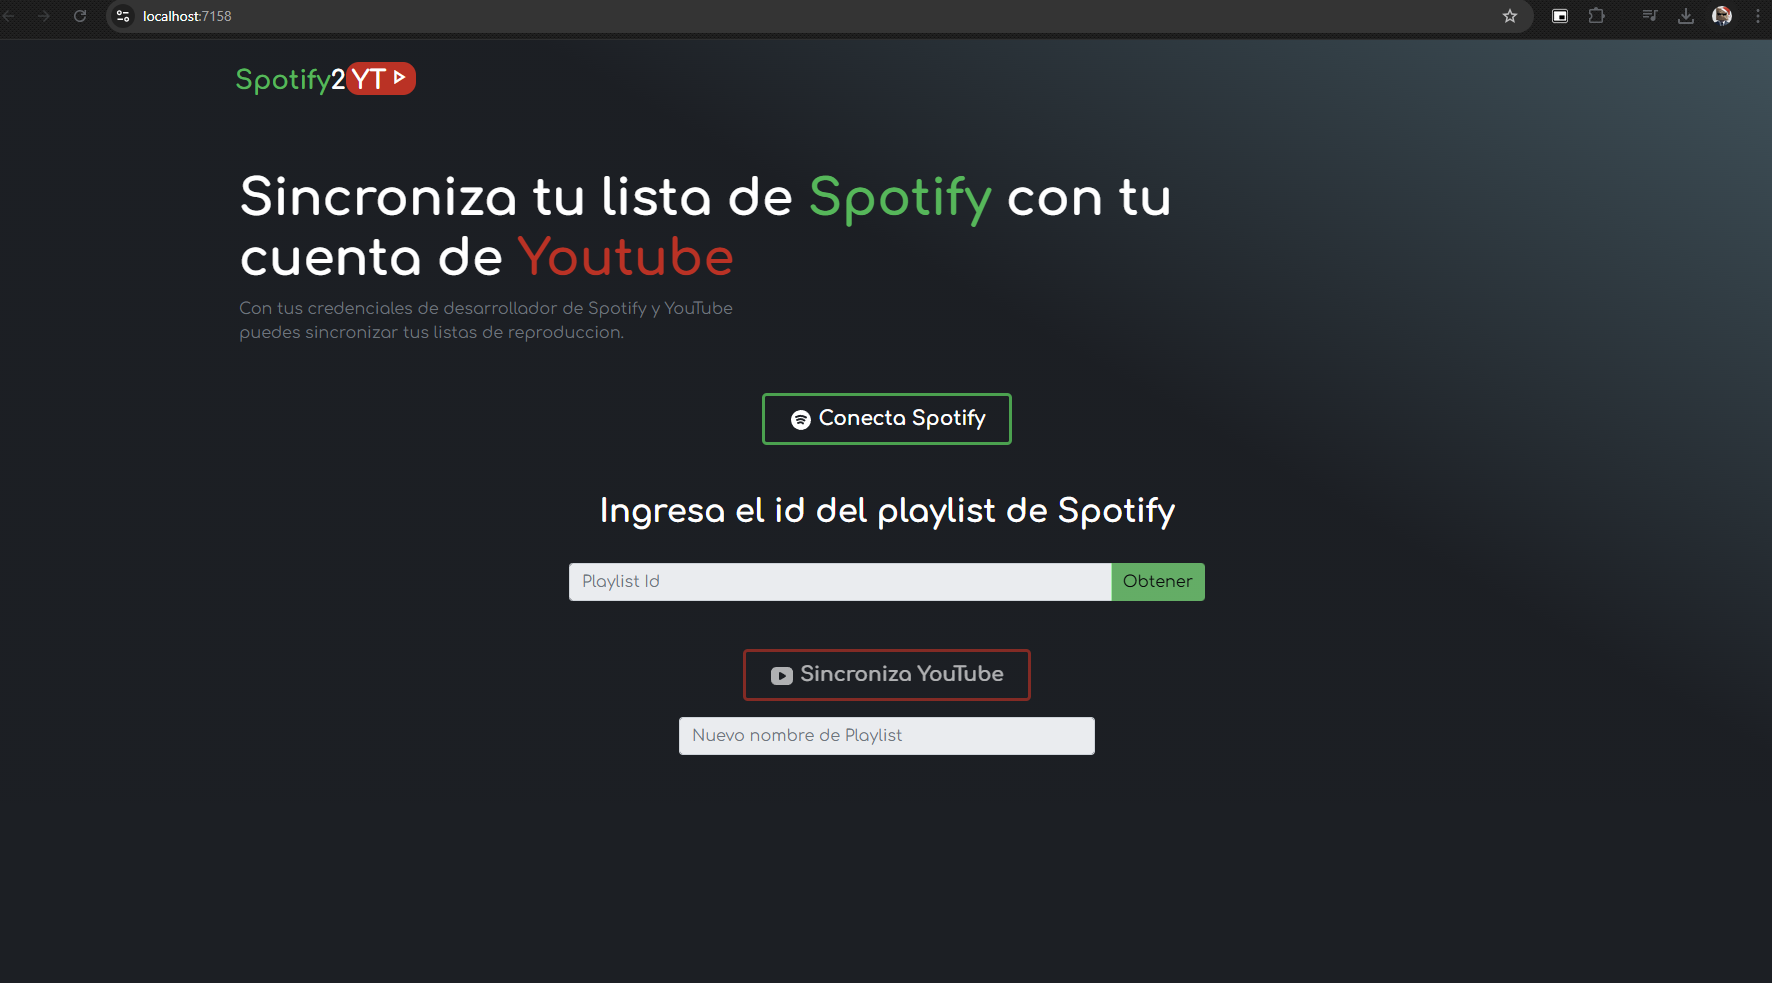 localhost:7158
Spotify2YT
Sincroniza tu lista de Spotify con tu
cuenta de Youtube
Con tus credenciales de desarrollador de Spotify y YouTube
puedes sincronizar tus listas de reproduccion.
Conecta Spotify
Ingresa el id del playlist de Spotify
Playlist Id
Obtener
Sincroniza YouTube
Nuevo nombre de Playlist